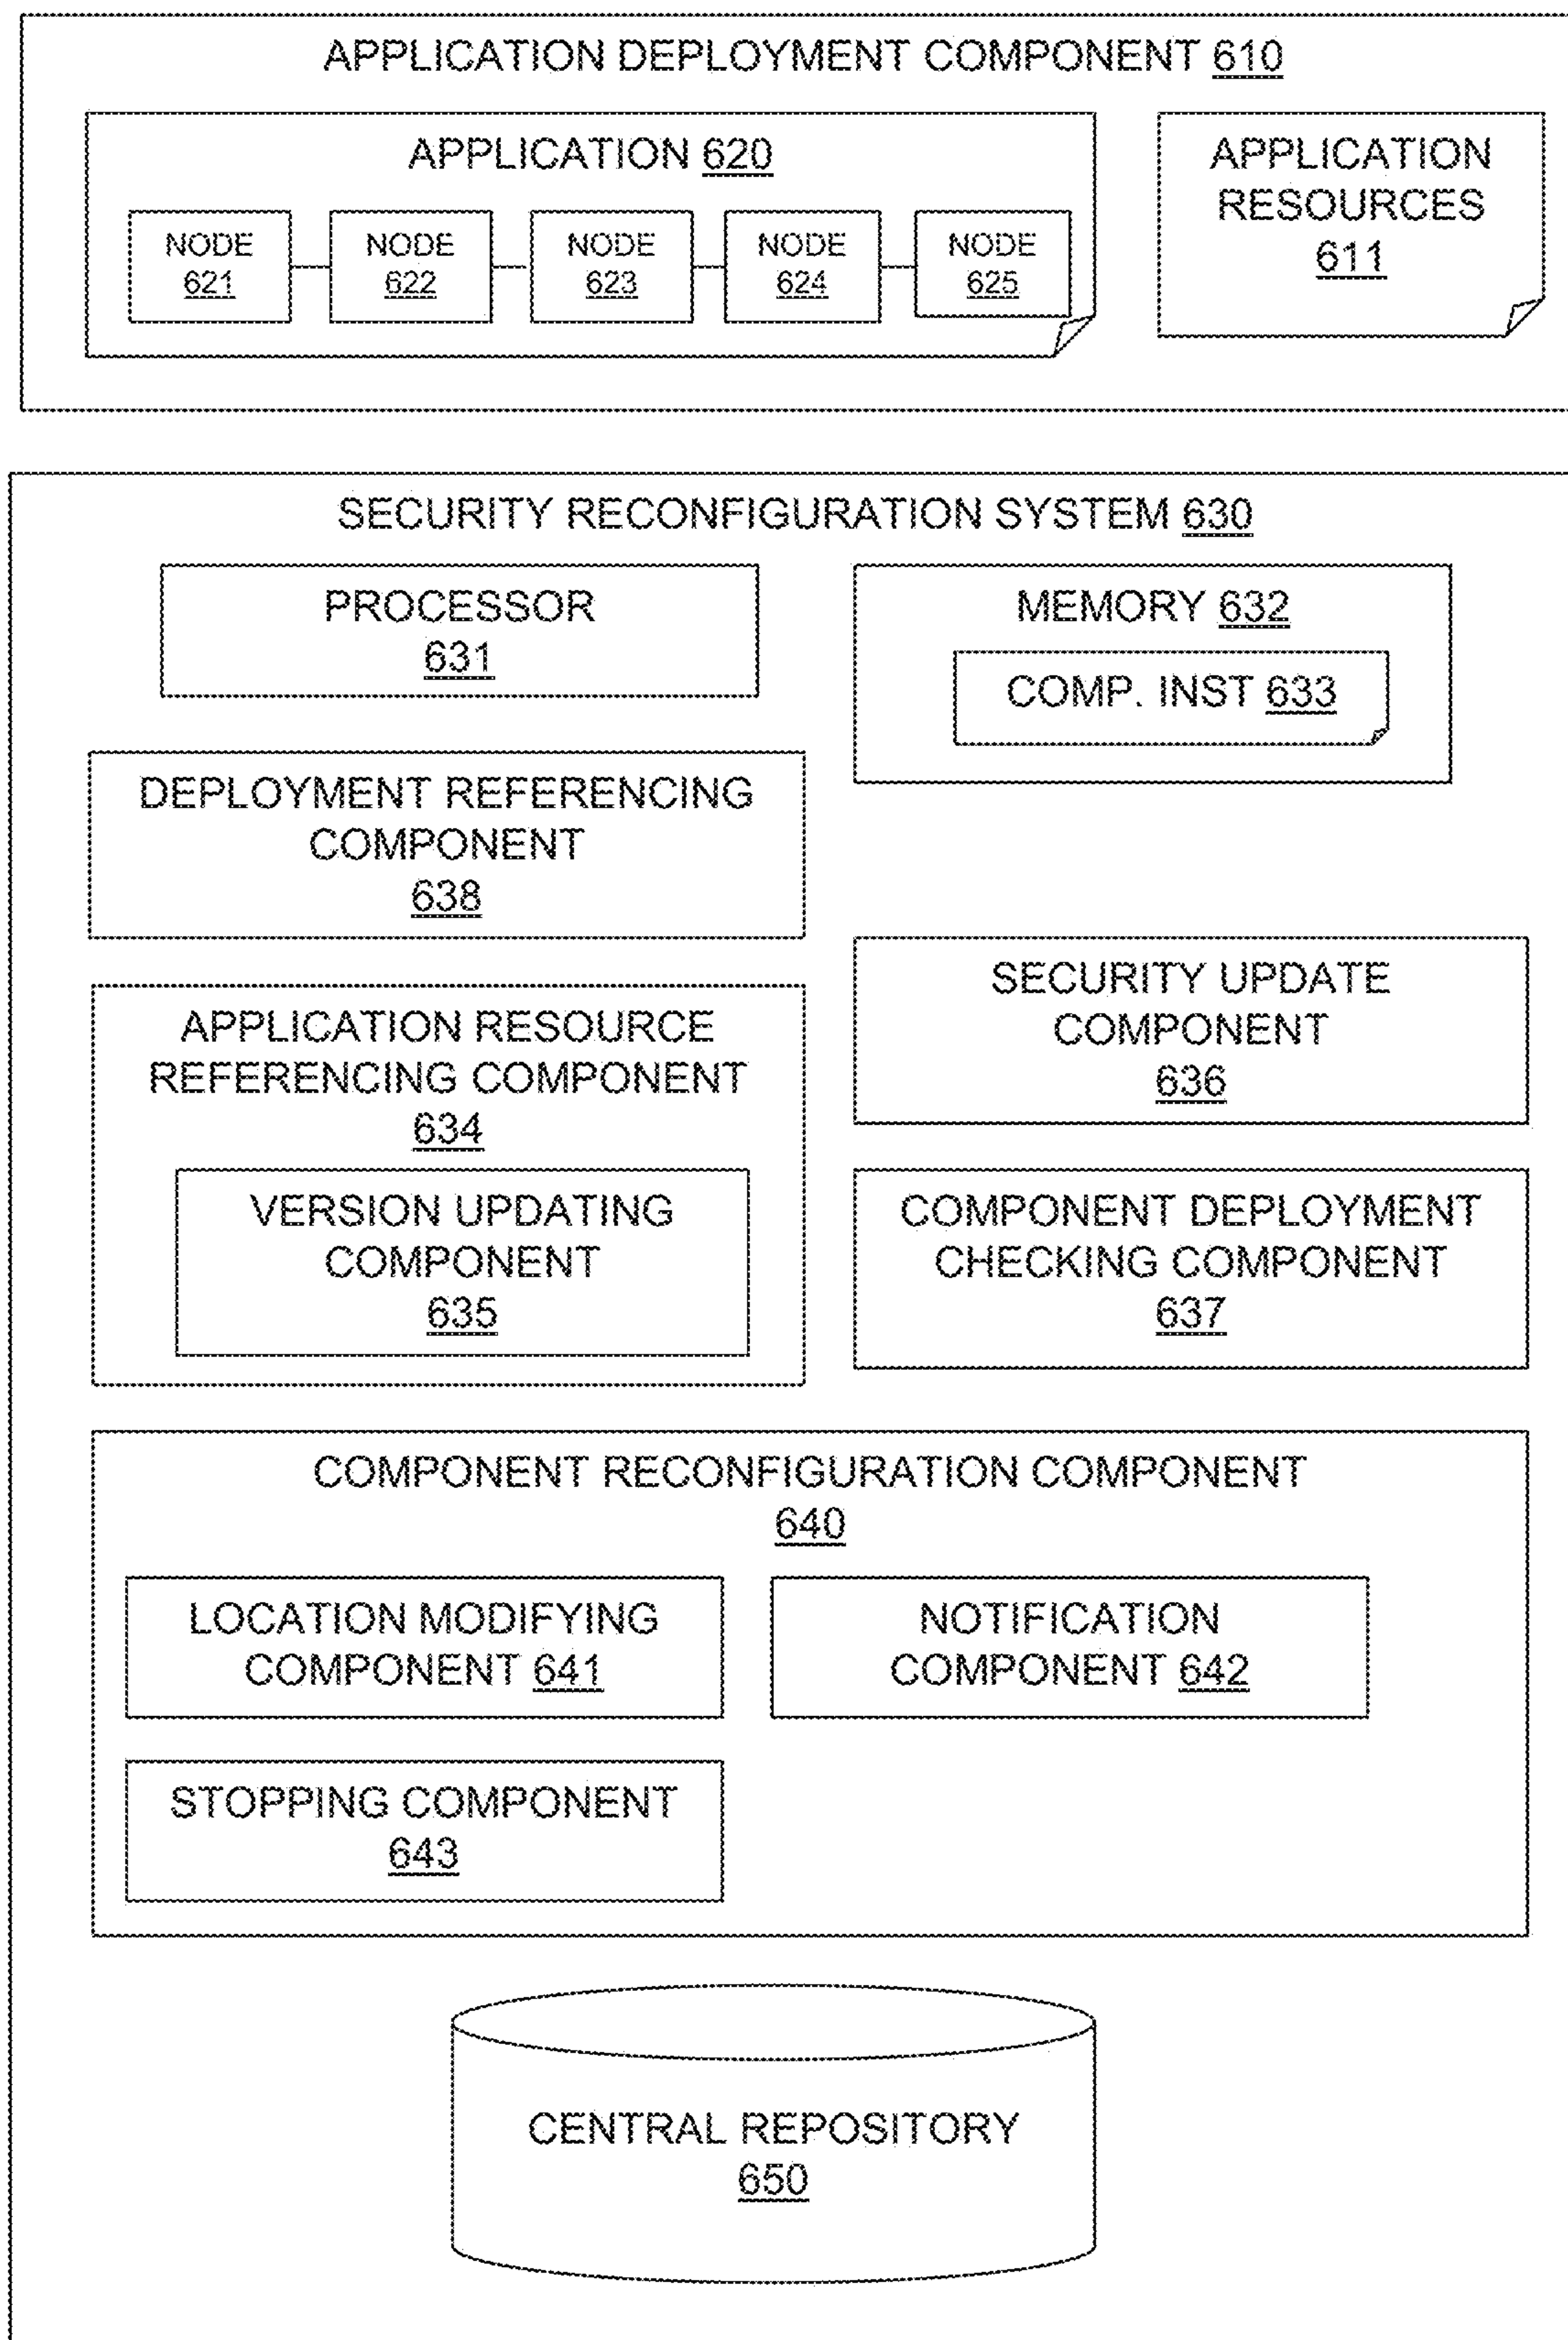 APPLICATION DEPLOYMENT COMPONENT 610
APPLICATION 620
NODE
621
NODE
622
NODE
623
NODE
624
NODE
625
APPLICATION
RESOURCES
611
SECURITY RECONFIGURATION SYSTEM 630
PROCESSOR
631
MEMORY 632
COMP. INST 633
DEPLOYMENT REFERENCING
COMPONENT
638
SECURITY UPDATE
COMPONENT
636
APPLICATION RESOURCE
REFERENCING COMPONENT
634
VERSION UPDATING
COMPONENT
635
COMPONENT DEPLOYMENT
CHECKING COMPONENT
637
COMPONENT RECONFIGURATION COMPONENT
640
LOCATION MODIFYING
COMPONENT 641
NOTIFICATION
COMPONENT 642
STOPPING COMPONENT
643
CENTRAL REPOSITORY
650